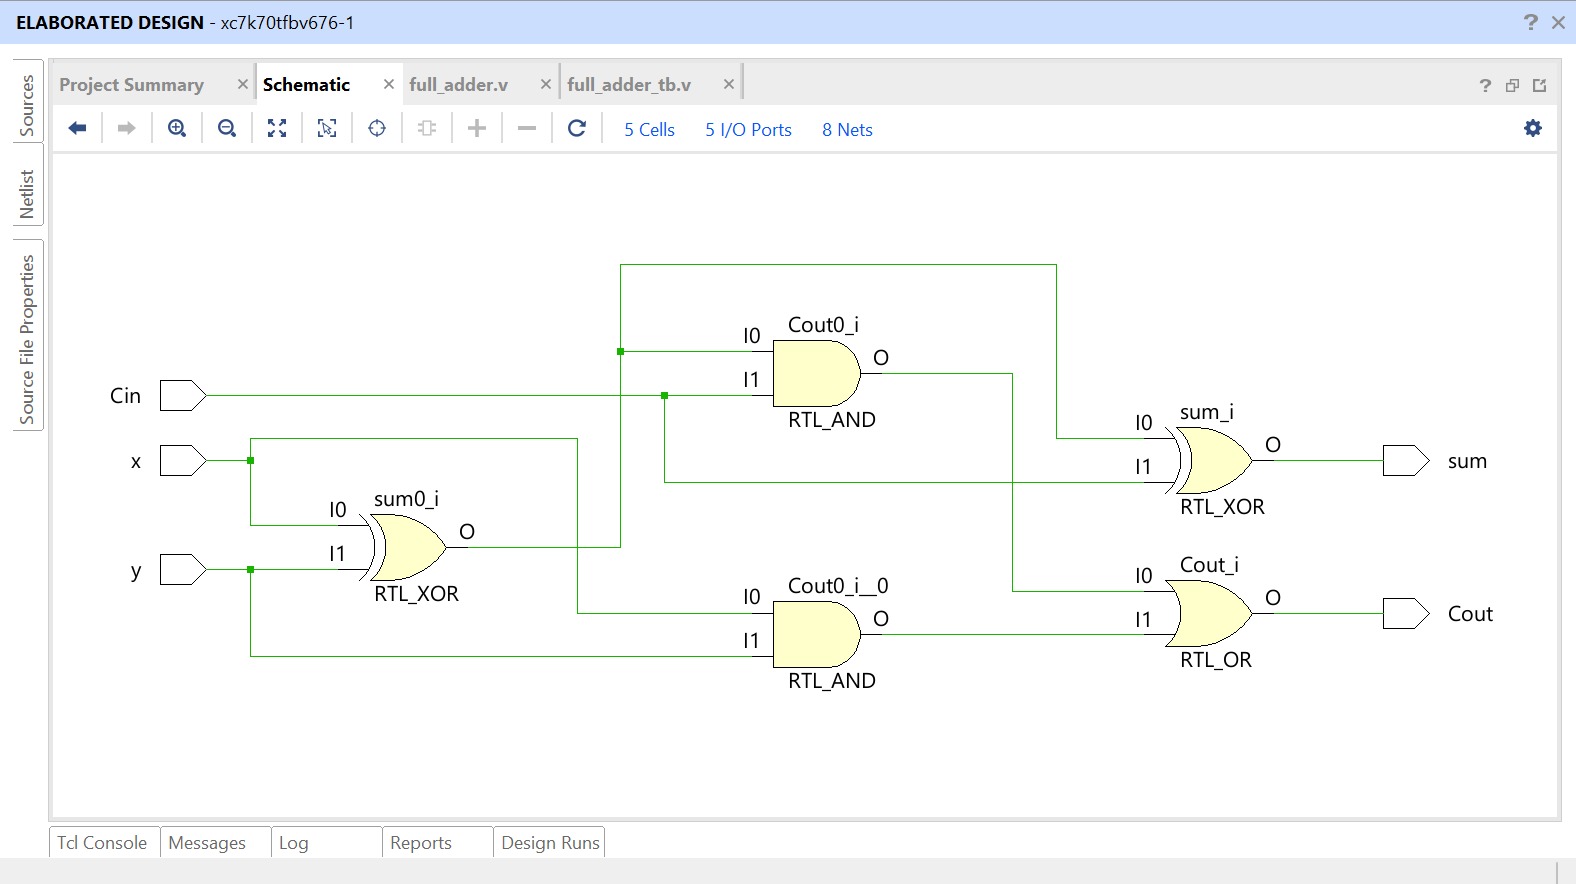 ELABORATED DESIGN - xc7k70tfbv676-1
Sources
Netlist
Source File Properties
Project Summary
Schematic
full_adder.v
full_adder_tb.v
5 Cells
5 I/O Ports
8 Nets
Cin
x
y
I0
I1
sum0_i
O
RTL_XOR
I0
I1
Cout0_i
O
RTL_AND
I0
I1
Cout0_i__0
O
RTL_AND
I0
I1
sum_i
O
RTL_XOR
sum
I0
I1
Cout_i
O
RTL_OR
Cout
Tcl Console
Messages
Log
Reports
Design Runs